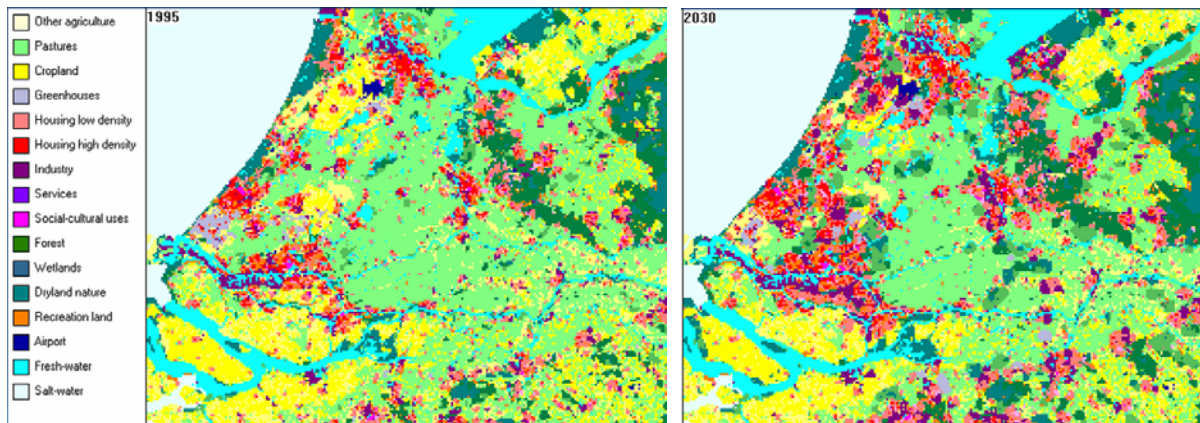 1995
2030
Other agriculture
Pastures
Cropland
Greenhouses
Housing low density
Housing high density
Industry
Services
Social-cultural uses
Forest
Wetlands
Dryland nature
Recreation land
Airport
Fresh-water
Salt-water